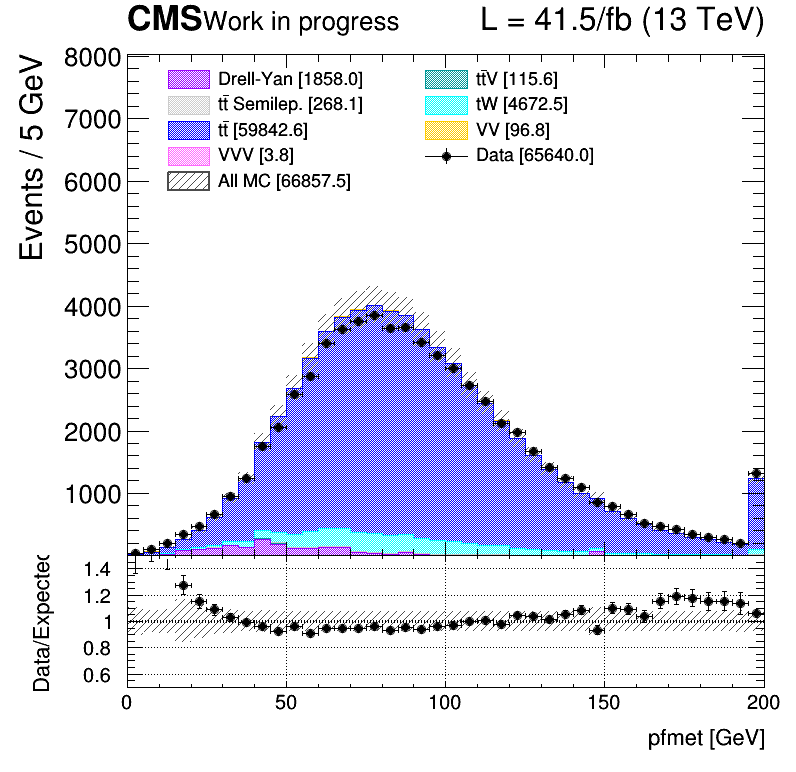 CMS Work in progress L = 41.5/fb (13 TeV)
Events / 5 GeV
8000
7000
6000
5000
4000
3000
2000
1000
Drell-Yan [1858.0]
tt̄ Semilep. [268.1]
tt̄ [59842.6]
VVV [3.8]
All MC [66857.5]
tt̄V [115.6]
tW [4672.5]
VV [96.8]
Data [65640.0]
Data/Expected
1.4
1.2
1
0.8
0.6
0 50 100 150 200
pfmet [GeV]